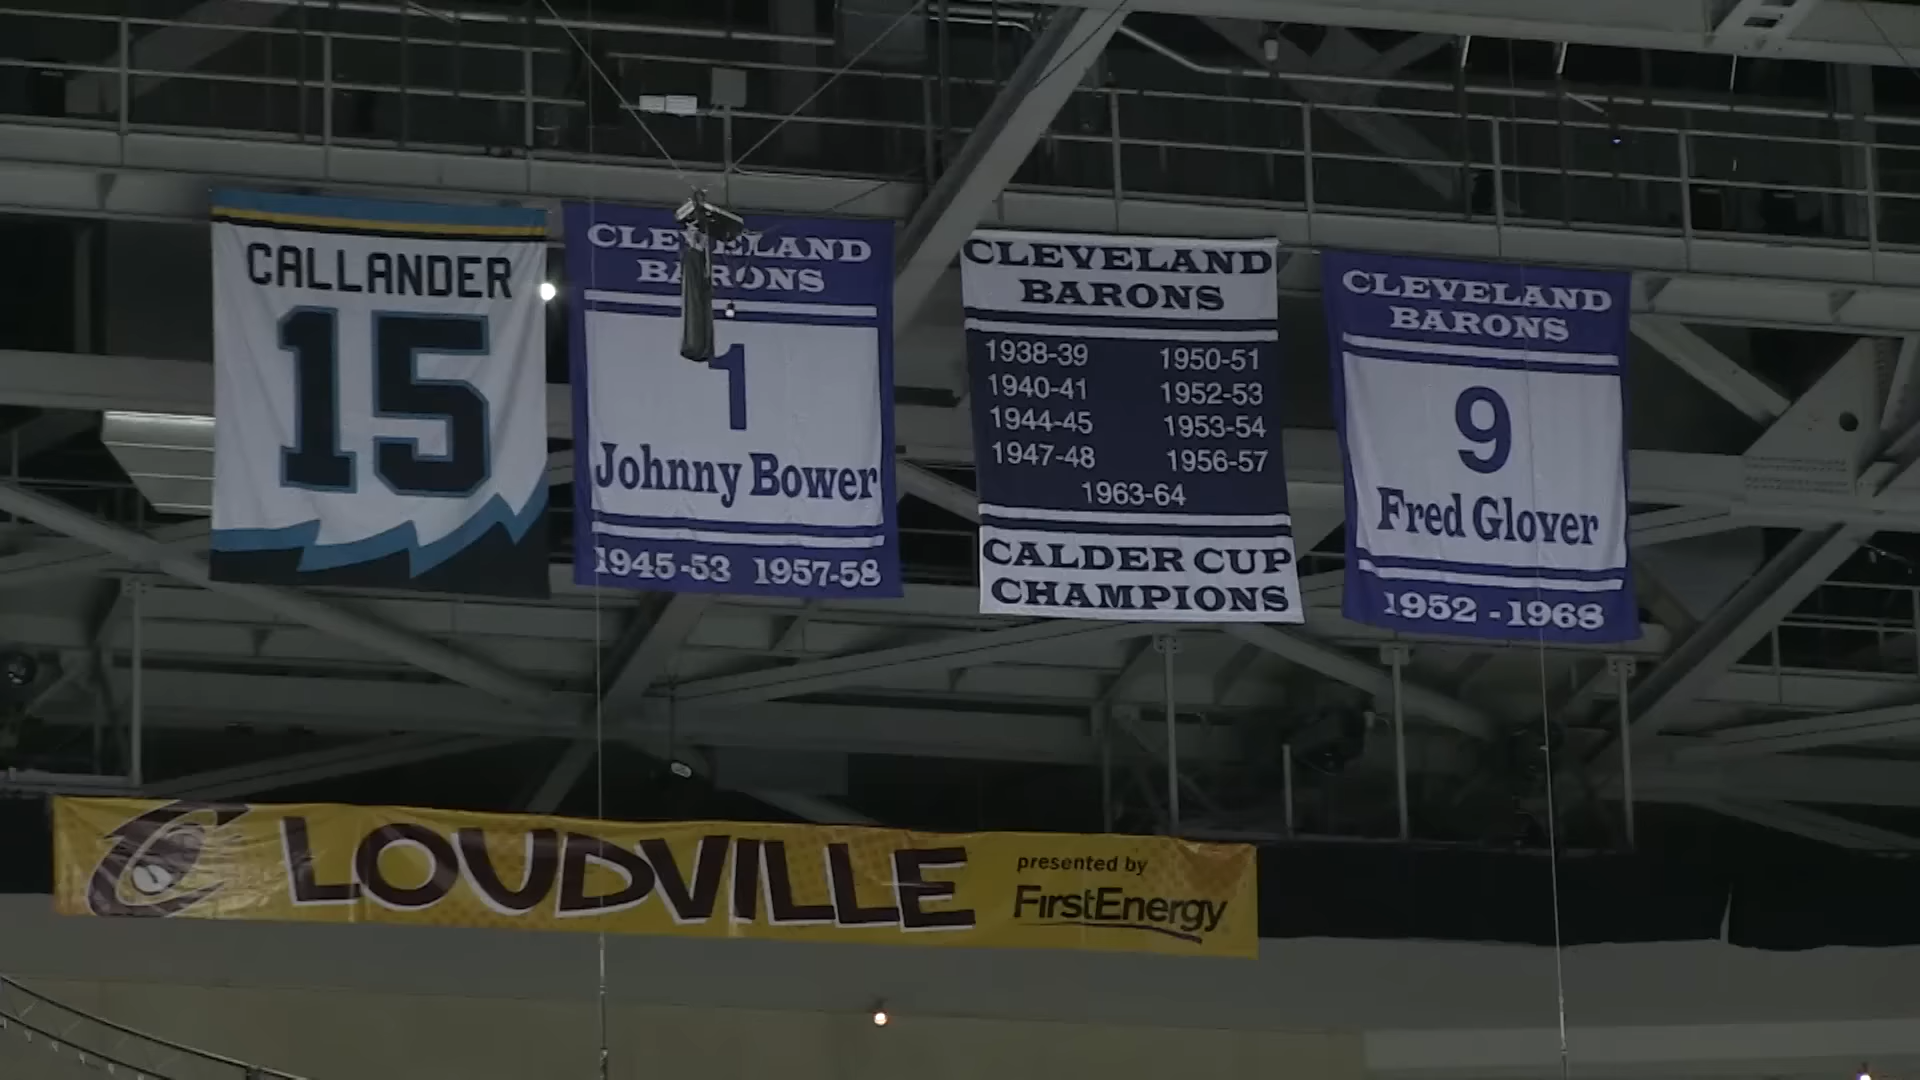 CALLANDER
15
CLEVELAND
BARONS
1
Johnny Bower
1945-53 1957-58
CLEVELAND
BARONS
1938-39 1950-51
1940-41 1952-53
1944-45 1953-54
1947-48 1956-57
1963-64
CALDER CUP
CHAMPIONS
CLEVELAND
BARONS
9
Fred Glover
1952 - 1968
C LOUDVILLE
presented by
FirstEnergy